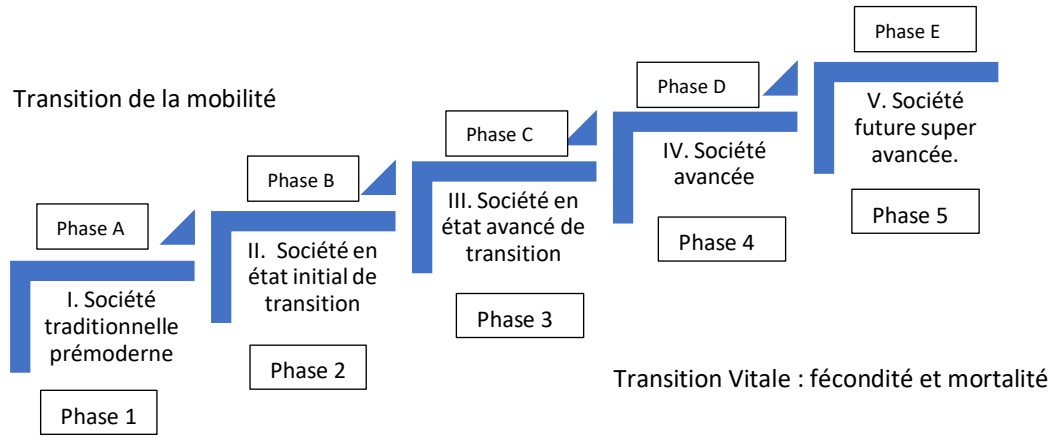 Transition de la mobilité
Phase A
Phase B
Phase C
Phase D
Phase E
I. Société
traditionnelle
prémoderne
II. Société en
état initial de
transition
III. Société en
état avancé de
transition
IV. Société
avancée
V. Société
future super
avancée.
Phase 1
Phase 2
Phase 3
Phase 4
Phase 5
Transition Vitale : fécondité et mortalité